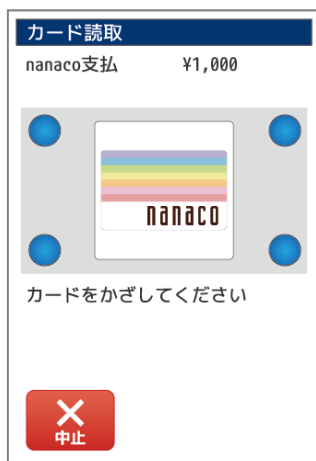 カード読取
nanaco支払 ¥1,000
nanaco
カードをかざしてください
中止